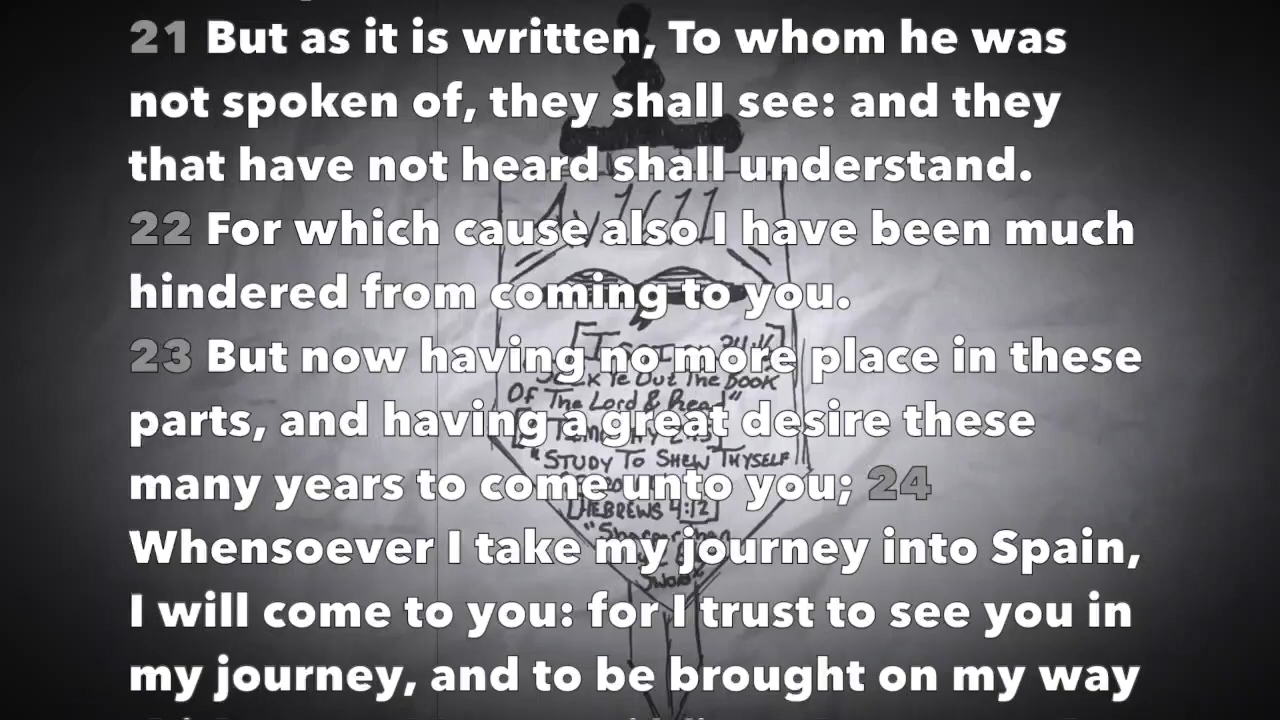 21 But as it is written, To whom he was
not spoken of, they shall see: and they
that have not heard shall understand.
22 For which cause also I have been much
hindered from coming to you.
23 But now having no more place in these
parts, and having a great desire these
many years to come unto you; 24
Whensoever I take my journey into Spain,
I will come to you: for I trust to see you in
my journey, and to be brought on my way
Av 1611
Ye Out The Book
Of The Lord & Read"
"STUDY TO SHEW THYSELF
[HEBREWS 4:12]